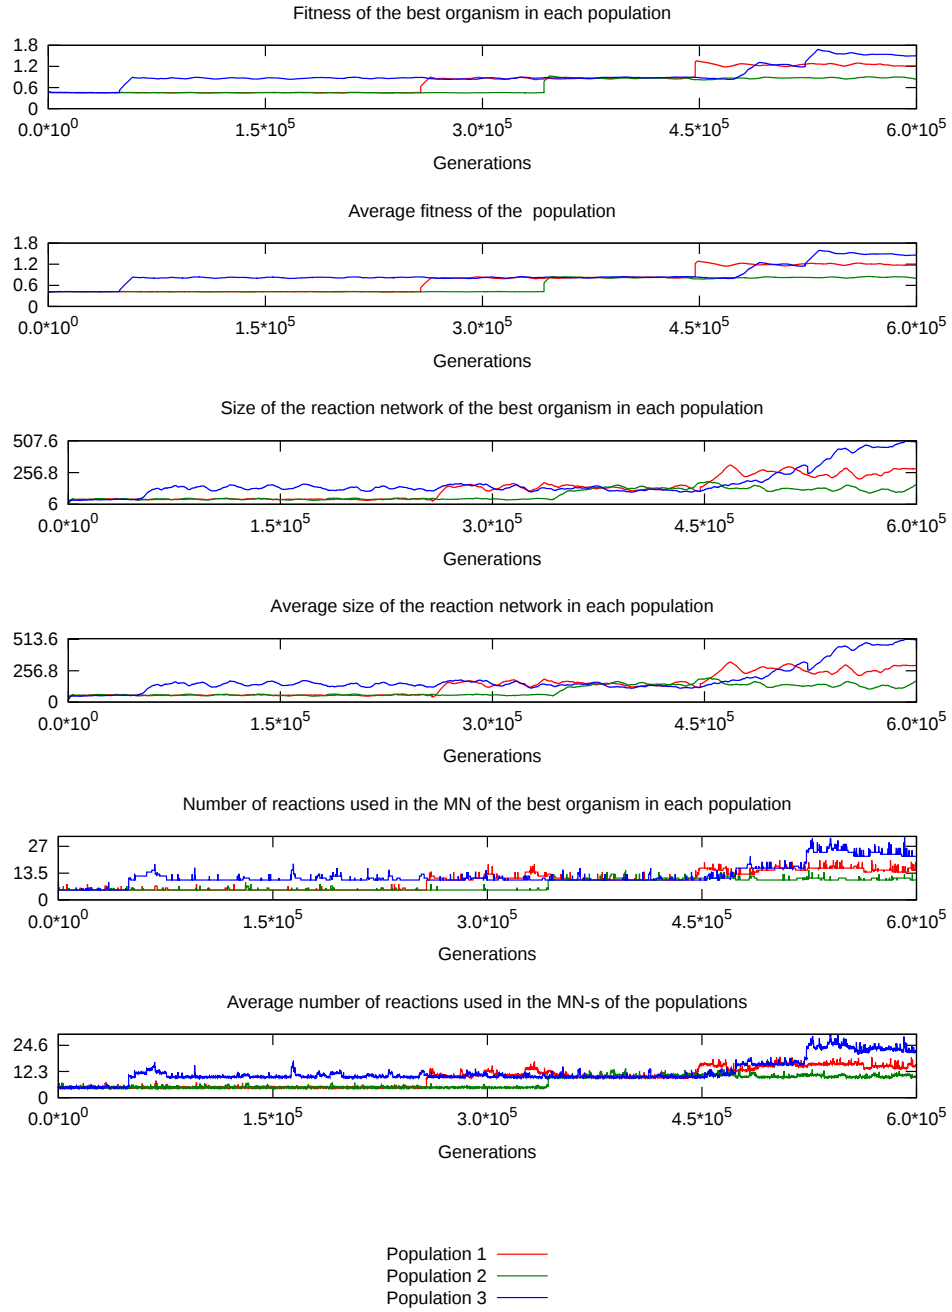 Fitness of the best organism in each population
1.8
1.2
0.6
0
0.0*10^0 1.5*10^5 3.0*10^5 4.5*10^5 6.0*10^5
Generations
Average fitness of the population
1.8
1.2
0.6
0
0.0*10^0 1.5*10^5 3.0*10^5 4.5*10^5 6.0*10^5
Generations
Size of the reaction network of the best organism in each population
507.6
256.8
6
0.0*10^0 1.5*10^5 3.0*10^5 4.5*10^5 6.0*10^5
Generations
Average size of the reaction network in each population
513.6
256.8
0
0.0*10^0 1.5*10^5 3.0*10^5 4.5*10^5 6.0*10^5
Generations
Number of reactions used in the MN of the best organism in each population
27
13.5
0
0.0*10^0 1.5*10^5 3.0*10^5 4.5*10^5 6.0*10^5
Generations
Average number of reactions used in the MN-s of the populations
24.6
12.3
0
0.0*10^0 1.5*10^5 3.0*10^5 4.5*10^5 6.0*10^5
Generations
Population 1
Population 2
Population 3